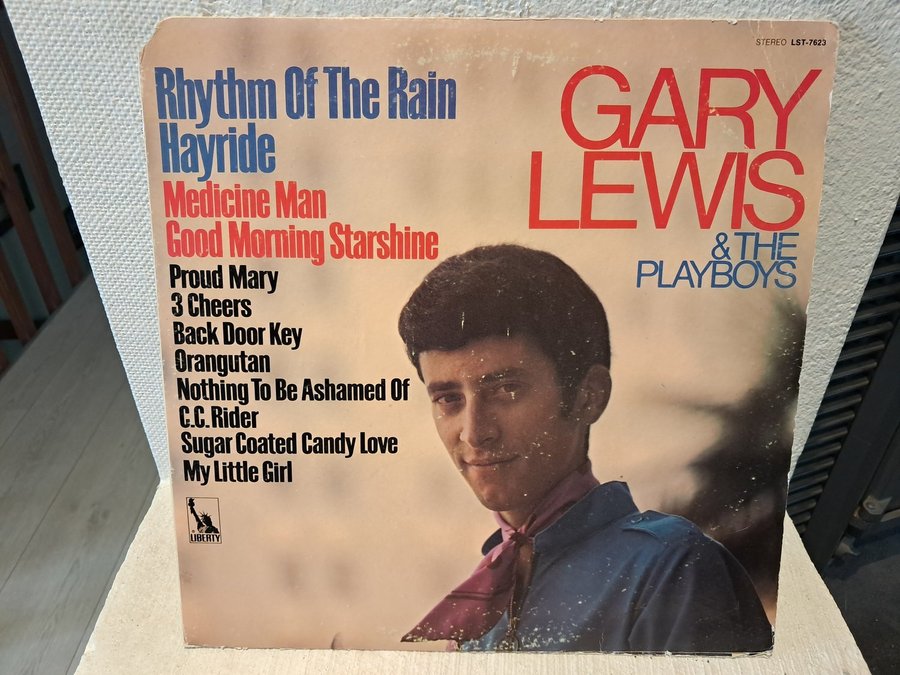 STEREO LST-7623
Rhythm Of The Rain
Hayride
Medicine Man
Good Morning Starshine
Proud Mary
3 Cheers
Back Door Key
Orangutan
Nothing To Be Ashamed Of
C.C. Rider
Sugar Coated Candy Love
My Little Girl
GARY
LEWIS
& THE
PLAYBOYS
LIBERTY